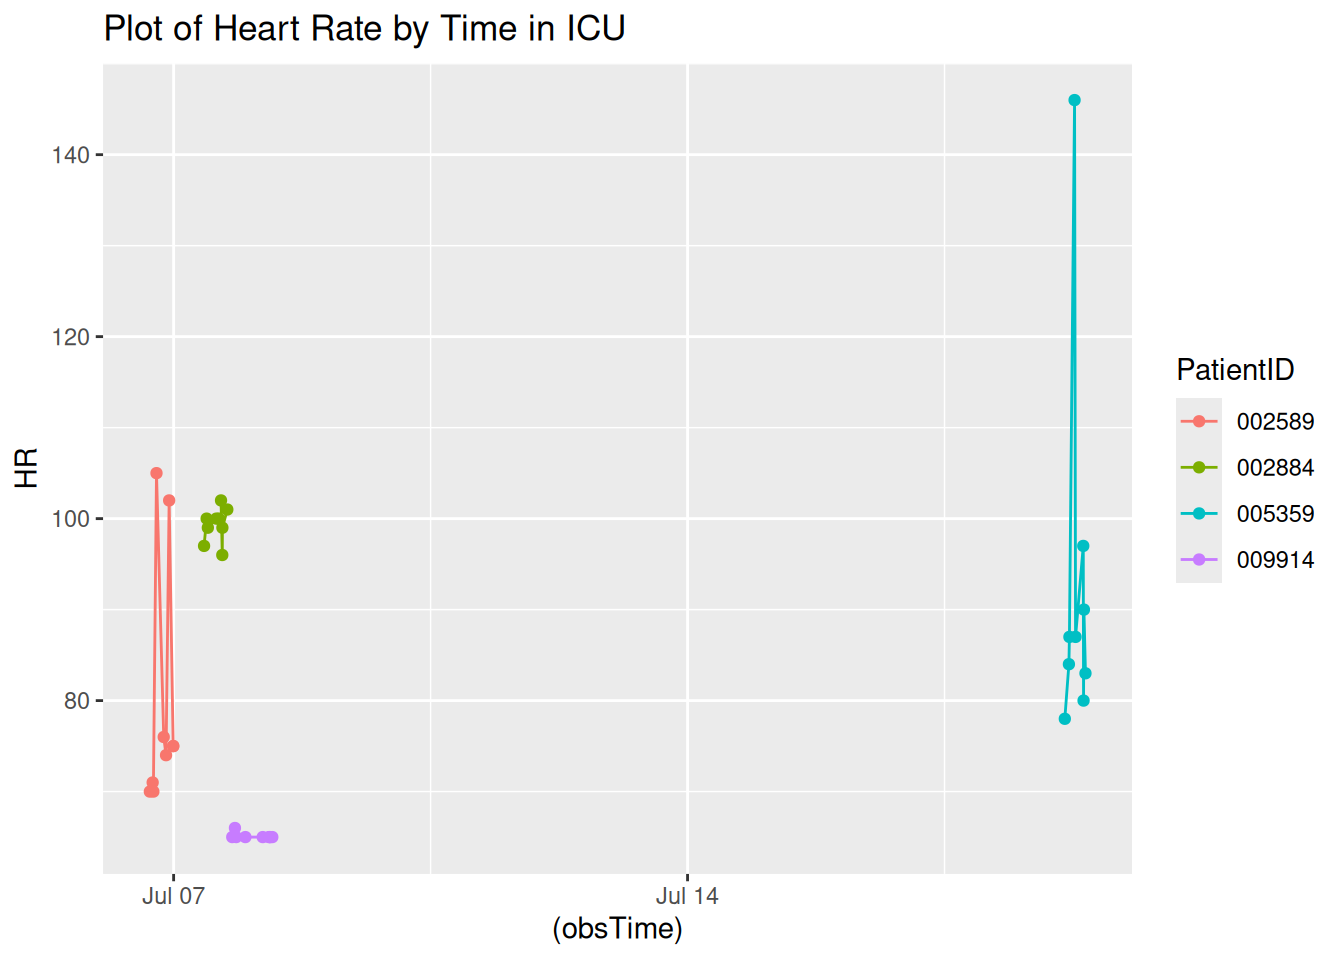 Plot of Heart Rate by Time in ICU
HR
140
120
100
80
Jul 07
Jul 14
(obsTime)
PatientID
002589
002884
005359
009914